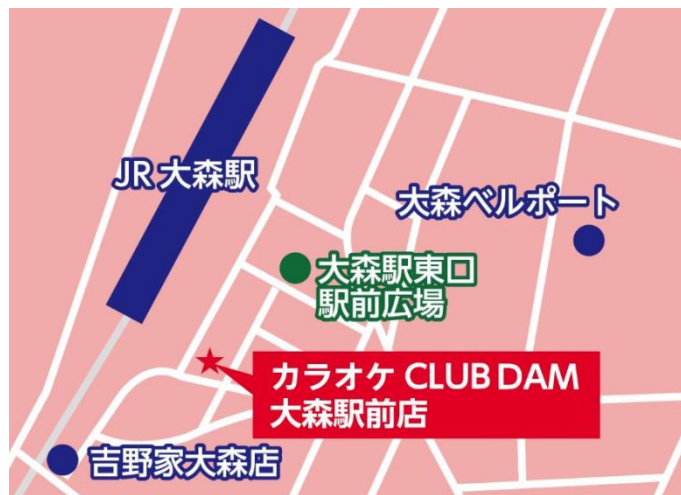 JR 大森駅
大森ベルポート
大森駅東口
駅前広場
カラオケ CLUB DAM
大森駅前店
吉野家大森店